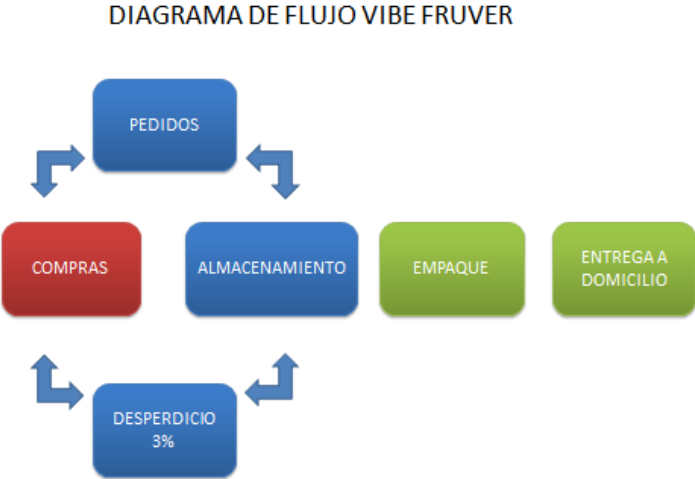 DIAGRAMA DE FLUJO VIBE FRUVER
PEDIDOS
COMPRAS
ALMACENAMIENTO
EMPAQUE
ENTREGA A
DOMICILIO
DESPERDICIO
3%